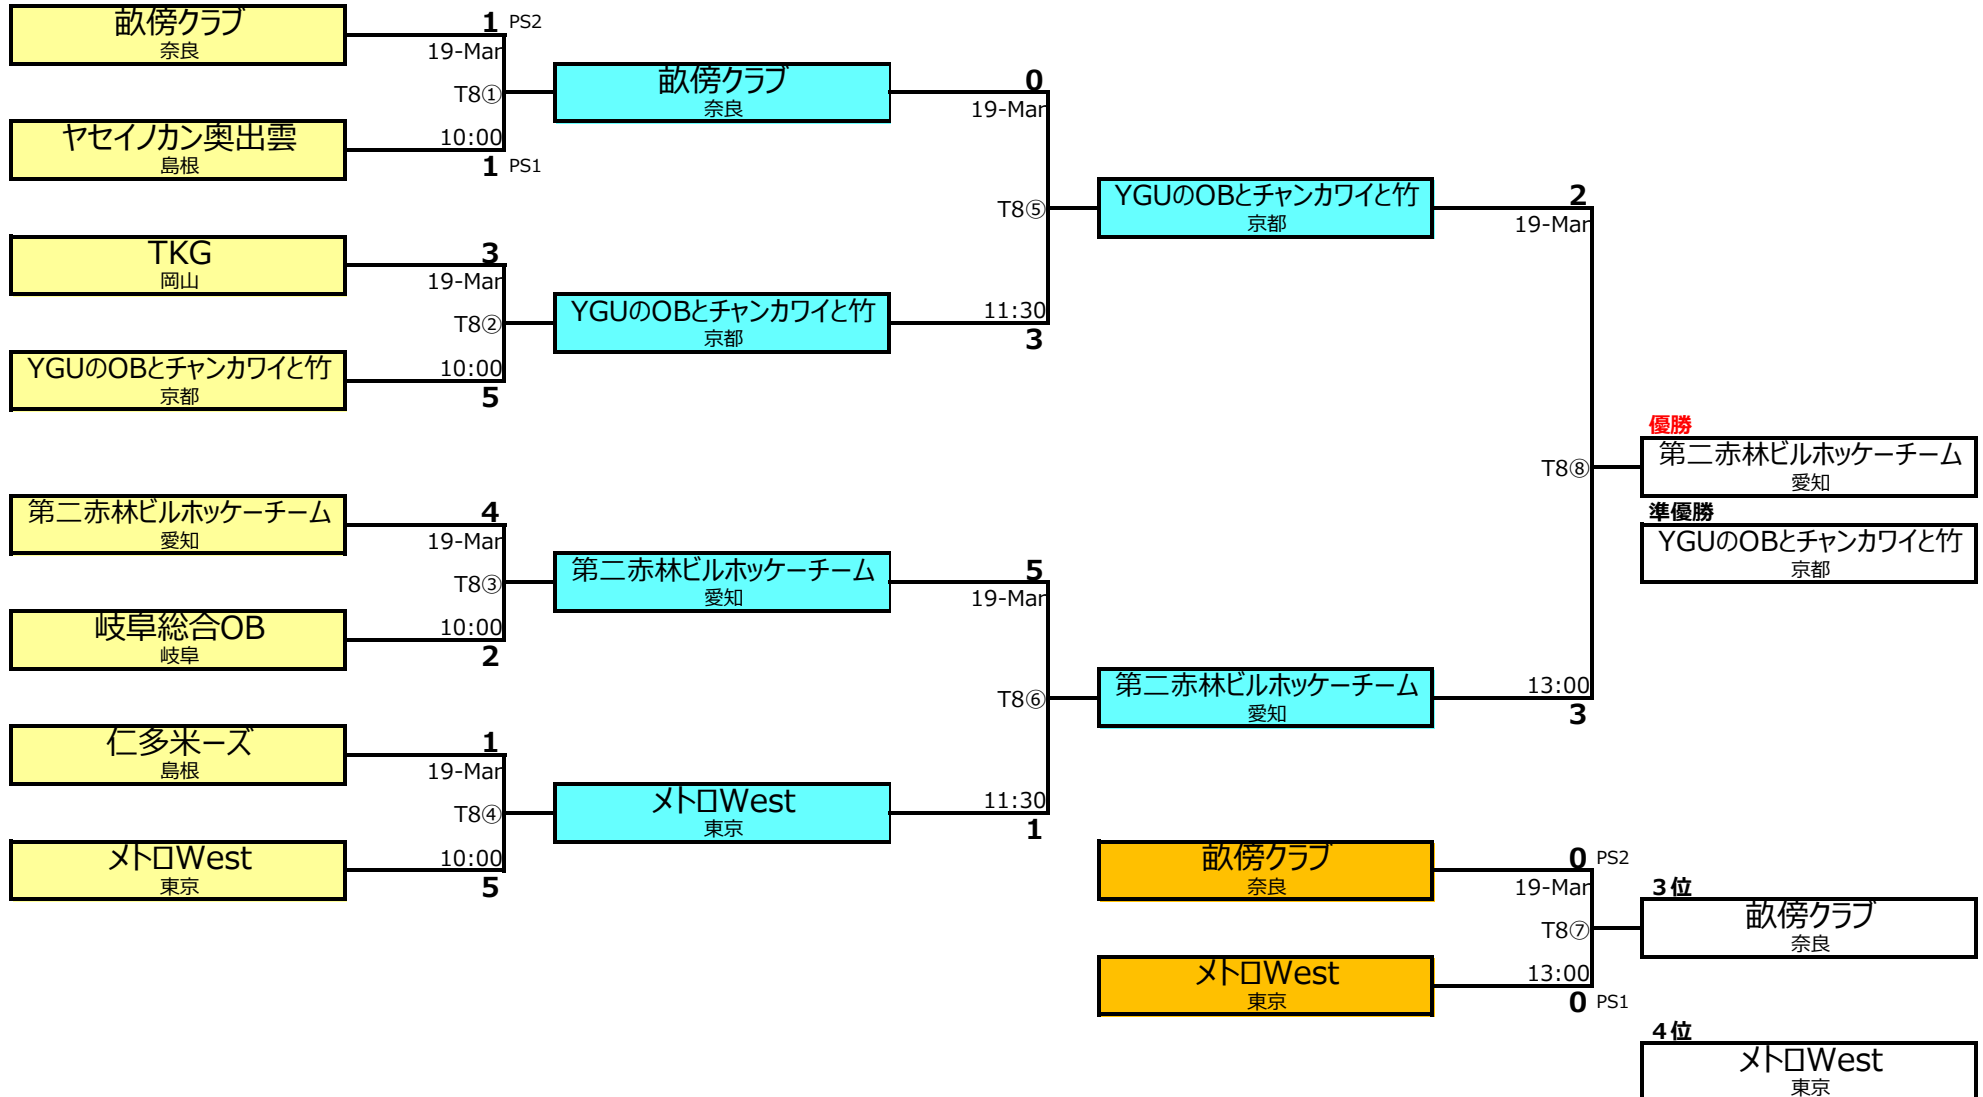 畝傍クラブ
奈良
1 PS2
19-Mar
T8①
10:00
1 PS1
ヤセイノカン奥出雲
島根
TKG
岡山
3
19-Mar
T8②
10:00
5
YGUのOBとチャンカワイと竹
京都
第二赤林ビルホッケーチーム
愛知
4
19-Mar
T8③
10:00
2
岐阜総合OB
岐阜
仁多米ーズ
島根
1
19-Mar
T8④
10:00
5
メトロWest
東京
畝傍クラブ
奈良
0
19-Mar
T8⑤
11:30
3
YGUのOBとチャンカワイと竹
京都
第二赤林ビルホッケーチーム
愛知
5
19-Mar
T8⑥
11:30
1
メトロWest
東京
YGUのOBとチャンカワイと竹
京都
2
19-Mar
T8⑧
13:00
3
第二赤林ビルホッケーチーム
愛知
優勝
第二赤林ビルホッケーチーム
愛知
準優勝
YGUのOBとチャンカワイと竹
京都
畝傍クラブ
奈良
0 PS2
19-Mar
T8⑦
13:00
0 PS1
メトロWest
東京
３位
畝傍クラブ
奈良
４位
メトロWest
東京